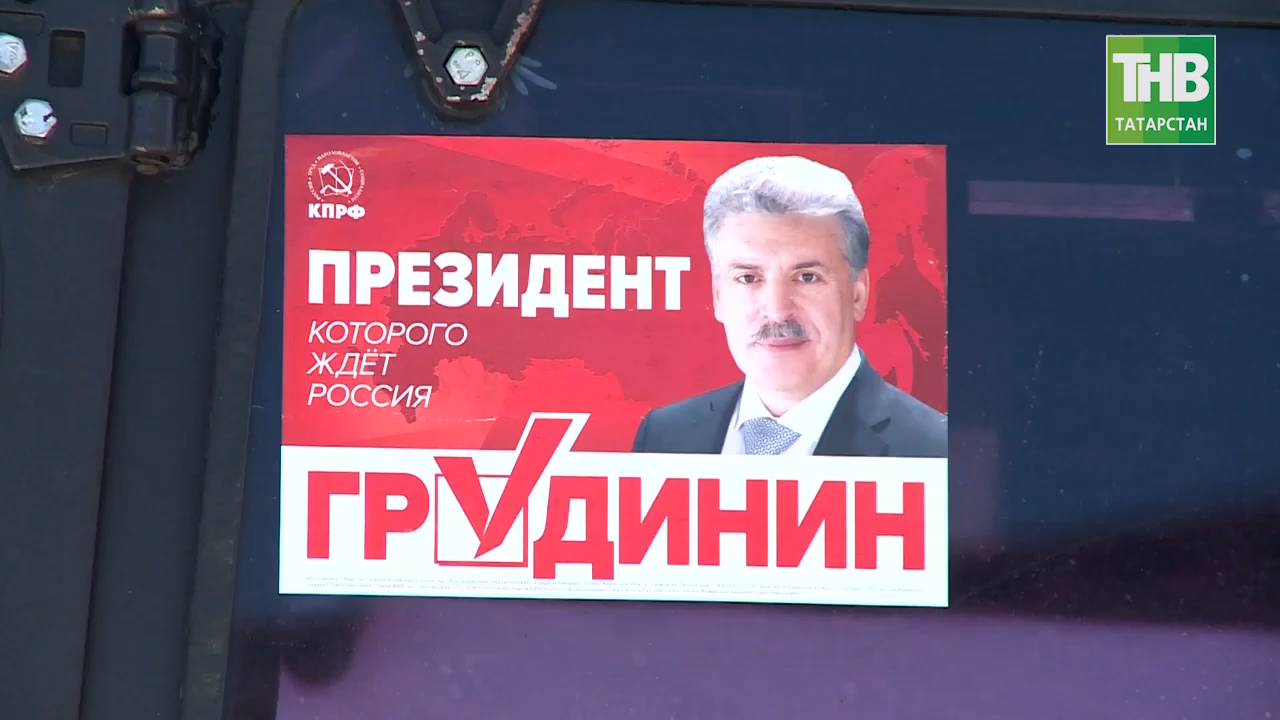 ТНВ
ТАТАРСТАН
КПРФ
ПРЕЗИДЕНТ
КОТОРОГО
ЖДЁТ
РОССИЯ
ГРУДИНИН